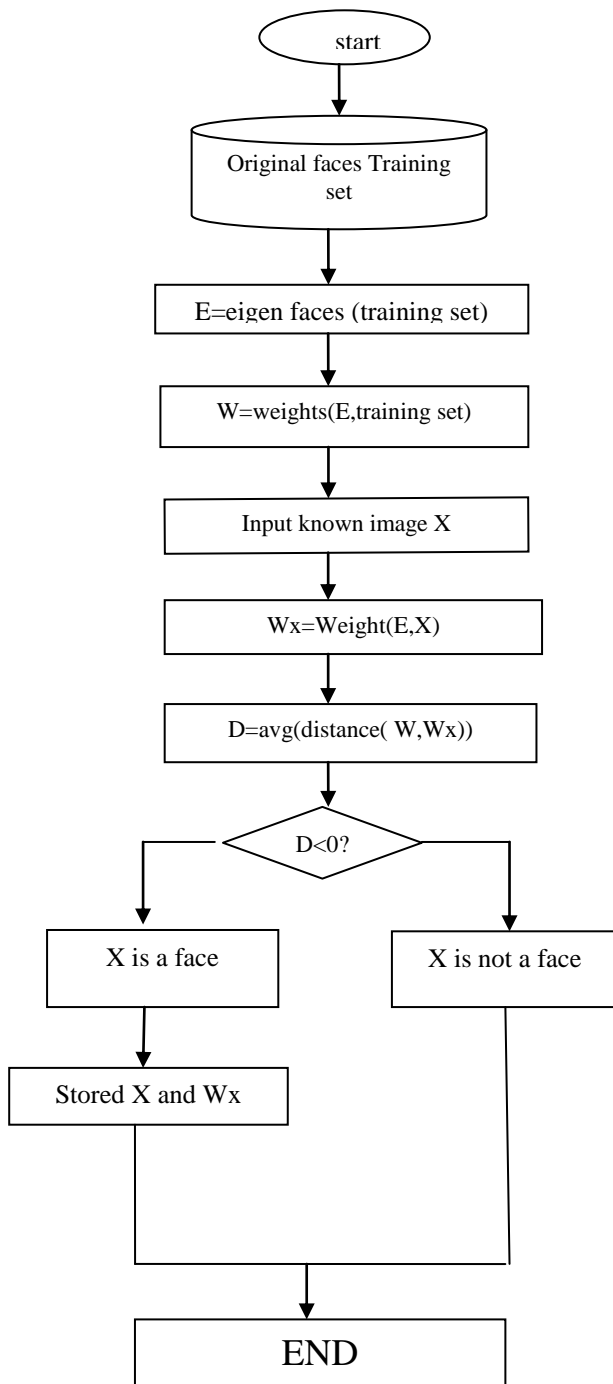 start
Original faces Training
set
E=eigen faces (training set)
W=weights(E,training set)
Input known image X
Wx=Weight(E,X)
D=avg(distance( W,Wx))
D<0?
X is a face
X is not a face
Stored X and Wx
END